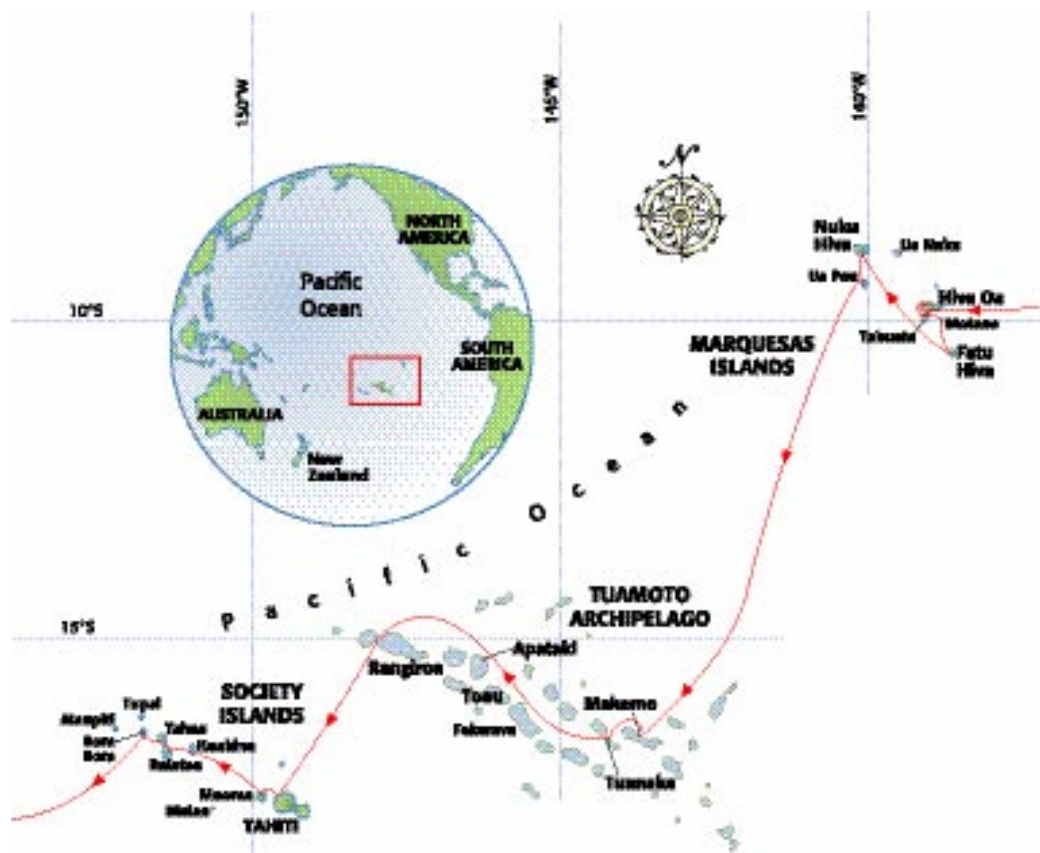 150°W
145°W
140°W
N
NORTH
AMERICA
Pacific
Ocean
SOUTH
AMERICA
AUSTRALIA
New
Zealand
Nuku
Hiva
Ua Huka
Ua Pou
10°S
Hiva Oa
Motane
Tahuata
Fatu
Hiva
MARQUESAS
ISLANDS
Pacific Ocean
TUAMOTO
ARCHIPELAGO
15°S
Apataki
Rangiroa
Toau
Makemo
Fakarava
SOCIETY
ISLANDS
Tupai
Maupiti
Tahaa
Bora
Bora
Huahine
Raiatea
Tuanake
Moorea
TAHITI